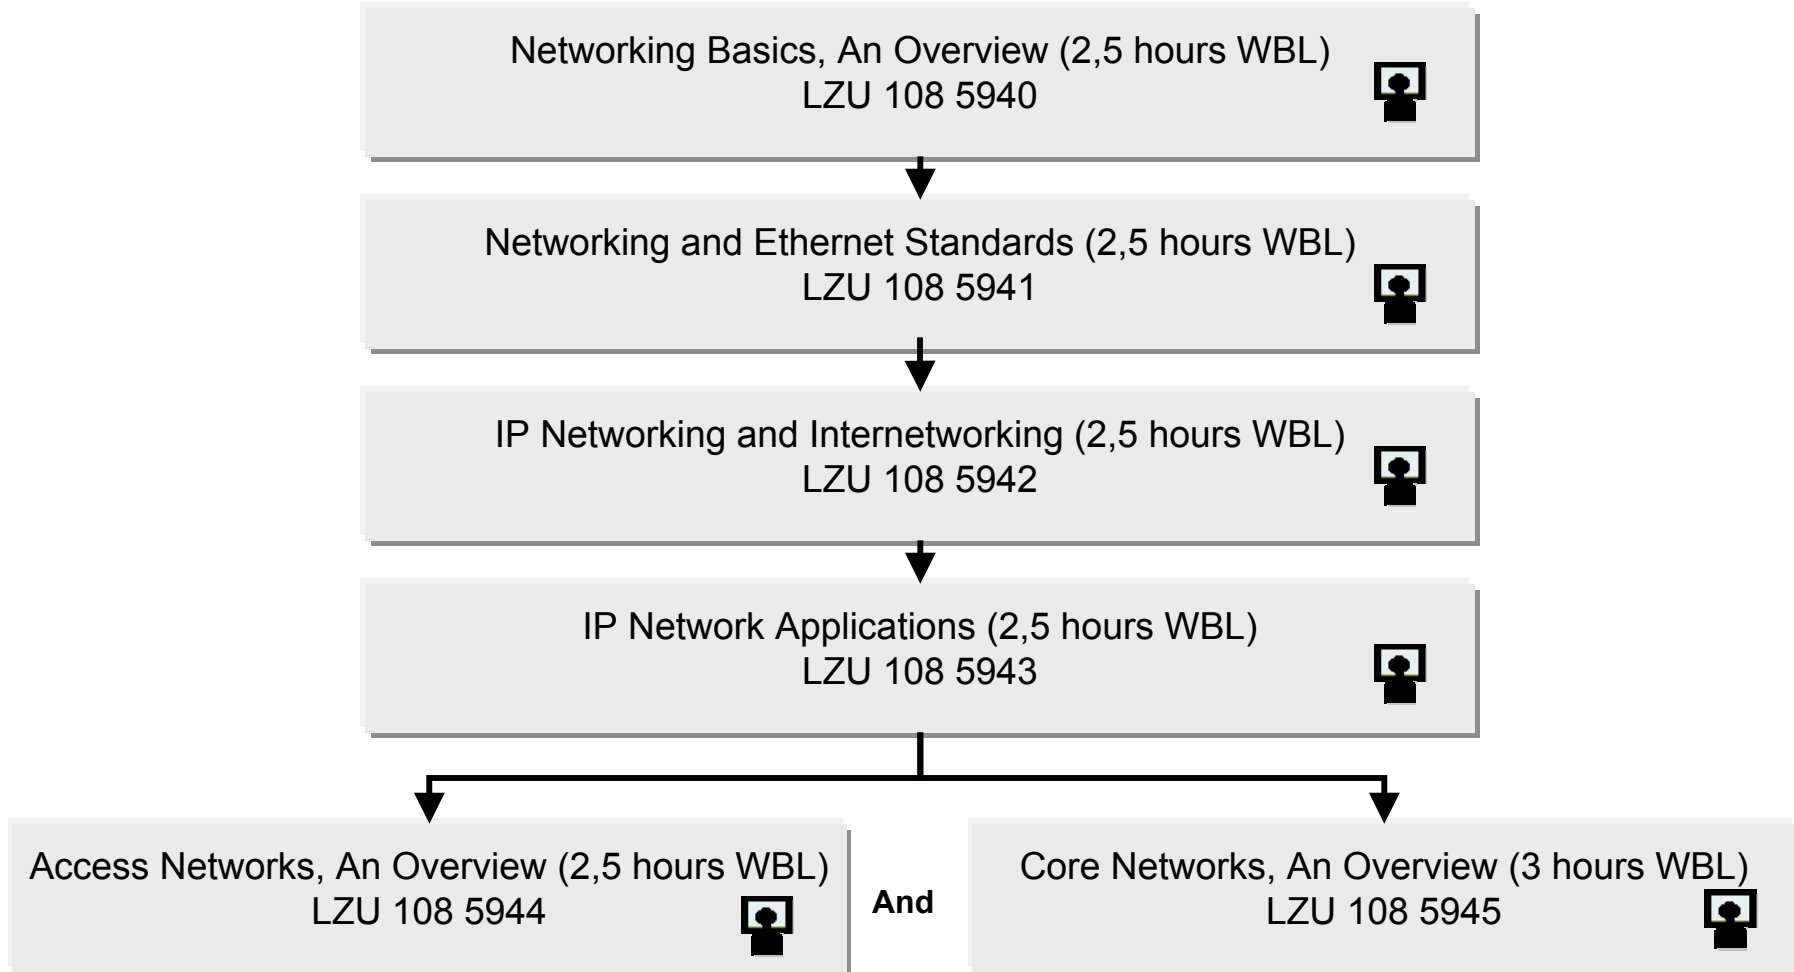 Networking Basics, An Overview (2,5 hours WBL)
LZU 108 5940
Networking and Ethernet Standards (2,5 hours WBL)
LZU 108 5941
IP Networking and Internetworking (2,5 hours WBL)
LZU 108 5942
IP Network Applications (2,5 hours WBL)
LZU 108 5943
Access Networks, An Overview (2,5 hours WBL)
LZU 108 5944
And
Core Networks, An Overview (3 hours WBL)
LZU 108 5945